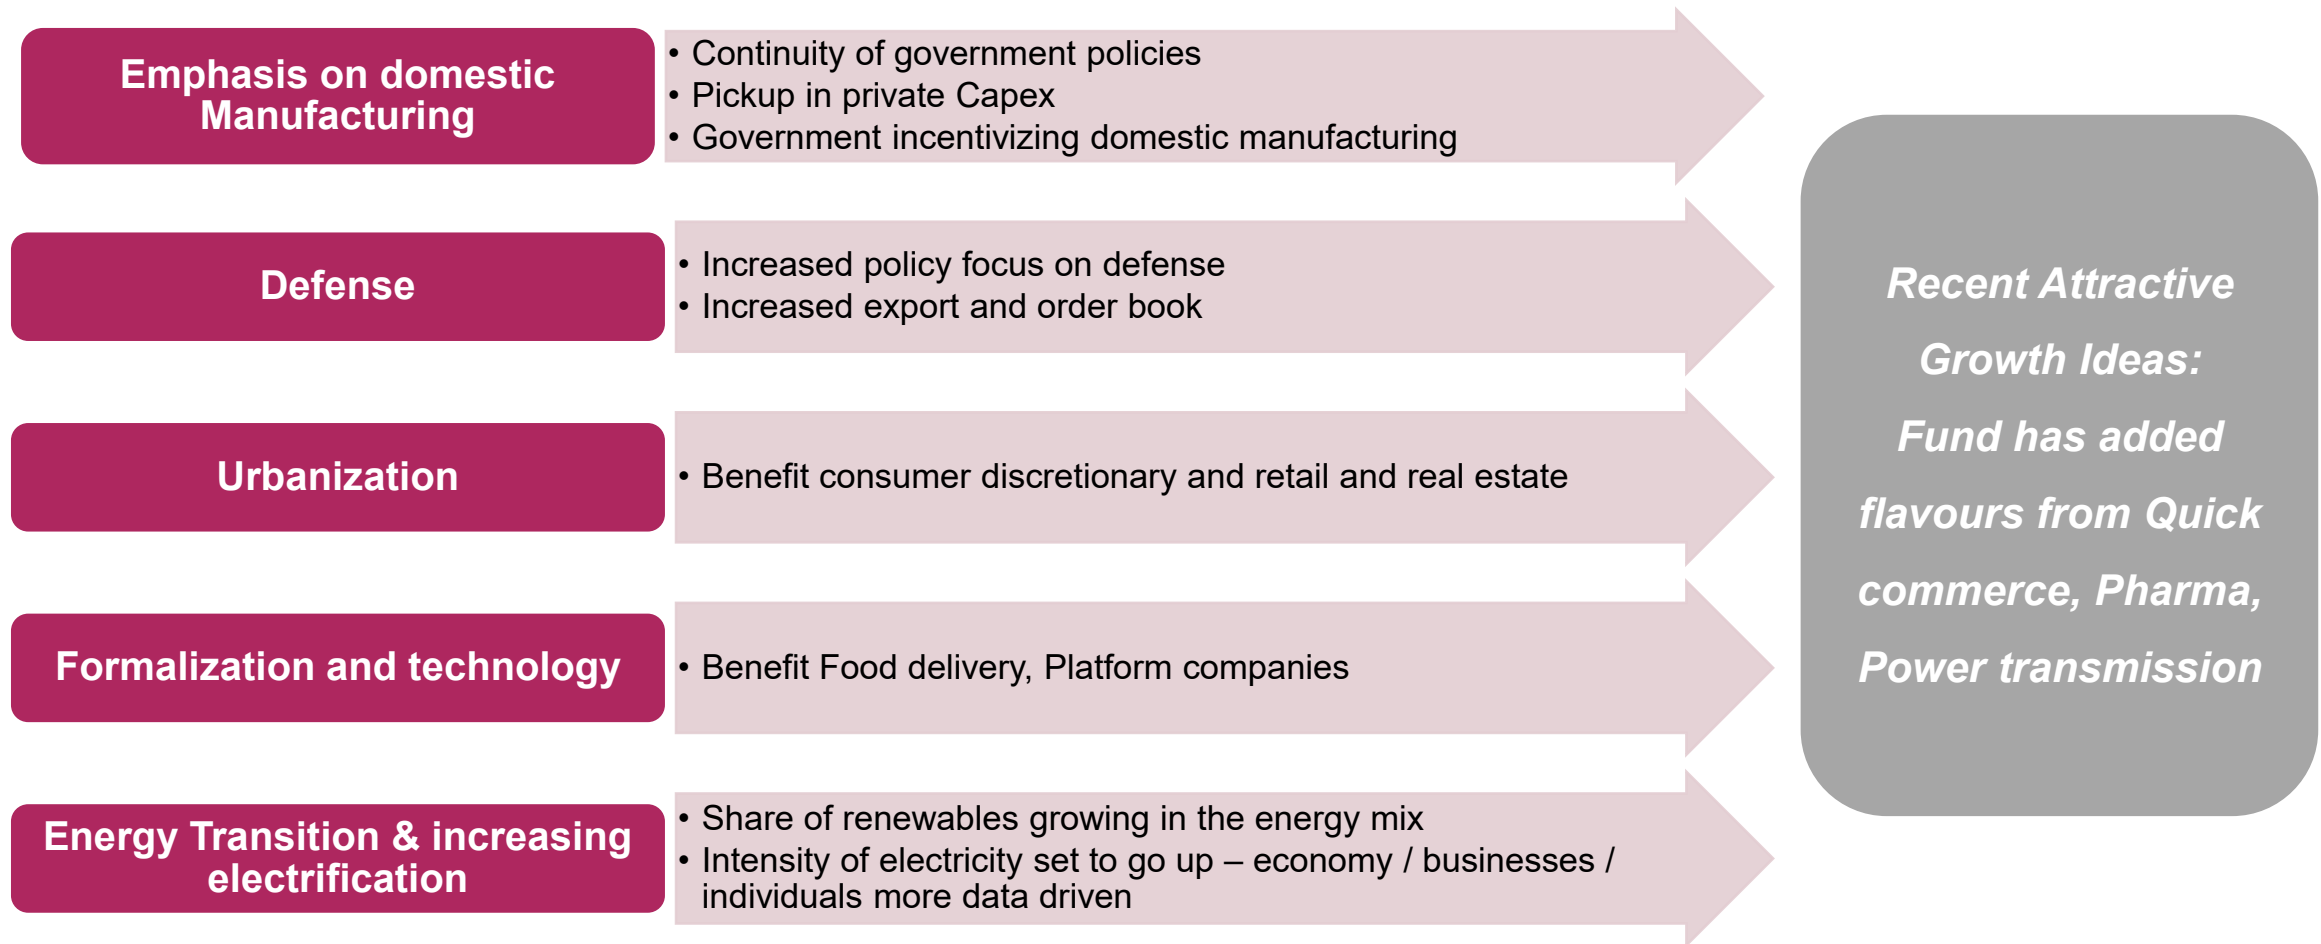 Emphasis on domestic
Manufacturing
• Continuity of government policies
• Pickup in private Capex
• Government incentivizing domestic manufacturing
Defense
• Increased policy focus on defense
• Increased export and order book
Urbanization
• Benefit consumer discretionary and retail and real estate
Formalization and technology
• Benefit Food delivery, Platform companies
Energy Transition & increasing
electrification
• Share of renewables growing in the energy mix
• Intensity of electricity set to go up – economy / businesses /
individuals more data driven
Recent Attractive
Growth Ideas:
Fund has added
flavours from Quick
commerce, Pharma,
Power transmission